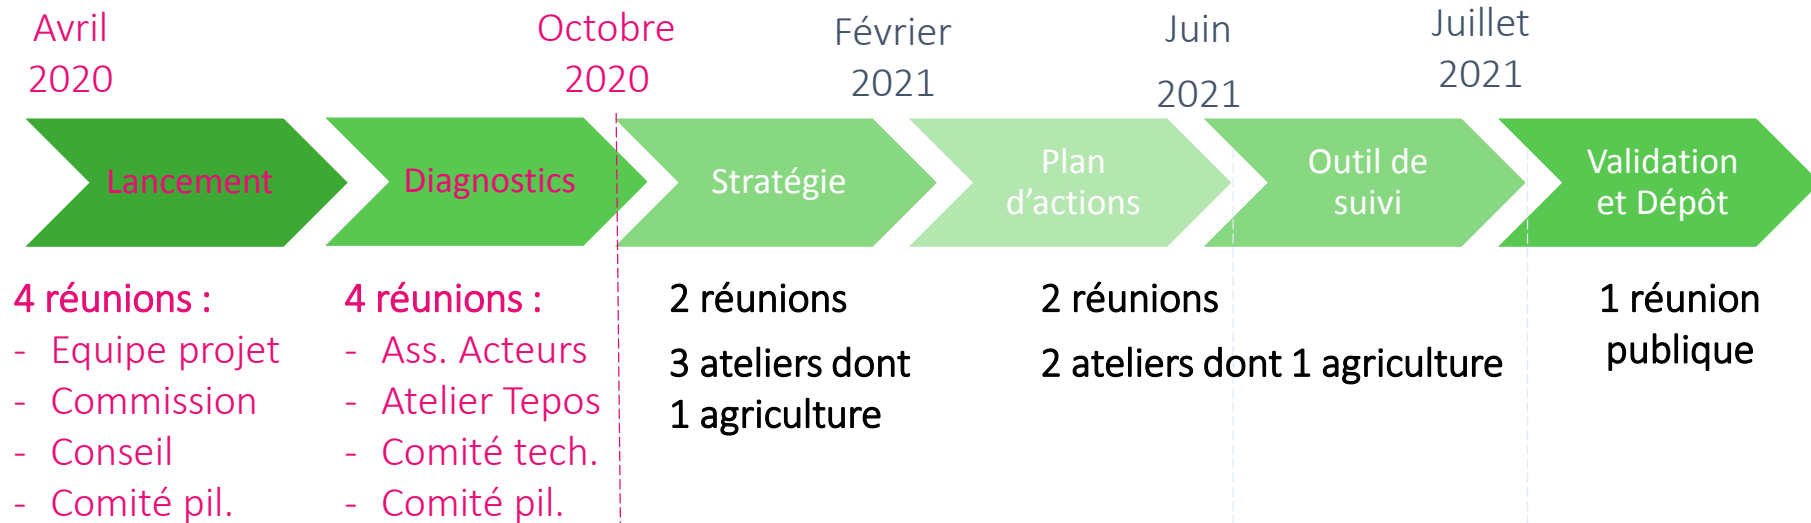 Avril
2020
Octobre
2020
Février
2021
Juin
2021
Juillet
2021
Lancement
Diagnostics
Stratégie
Plan
d'actions
Outil de
suivi
Validation
et Dépôt
4 réunions :
- Equipe projet
- Commission
- Conseil
- Comité pil.
4 réunions :
- Ass. Acteurs
- Atelier Tepos
- Comité tech.
- Comité pil.
2 réunions
3 ateliers dont
1 agriculture
2 réunions
2 ateliers dont 1 agriculture
1 réunion
publique